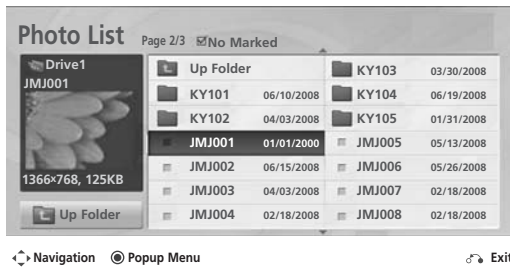 Photo List Page 2/3 No Marked
Drive1
JMJ001
1366×768, 125KB
Up Folder
Up Folder
KY101 06/10/2008
KY102 04/03/2008
JMJ001 01/01/2000
JMJ002 06/15/2008
JMJ003 04/03/2008
JMJ004 02/18/2008
KY103 03/30/2008
KY104 06/19/2008
KY105 01/31/2008
JMJ005 05/13/2008
JMJ006 05/26/2008
JMJ007 02/18/2008
JMJ008 02/18/2008
Navigation Popup Menu Exit